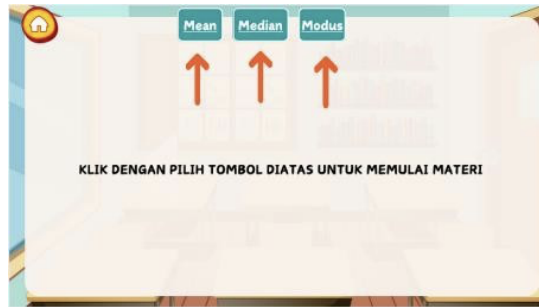 Mean Median Modus
KLIK DENGAN PILIH TOMBOL DIATAS UNTUK MEMULAI MATERI